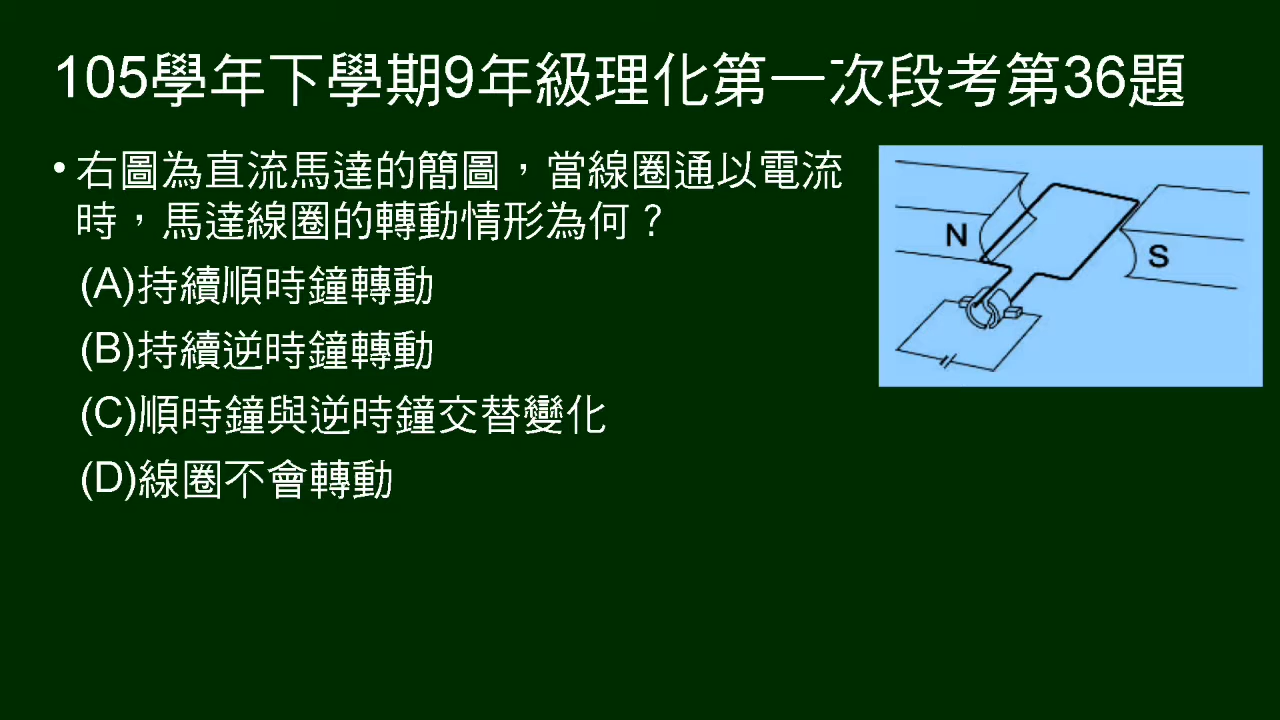 105學年下學期9年級理化第一次段考第36題
•右圖為直流馬達的簡圖，當線圈通以電流
時，馬達線圈的轉動情形為何？
(A)持續順時鐘轉動
(B)持續逆時鐘轉動
(C)順時鐘與逆時鐘交替變化
(D)線圈不會轉動
N
S